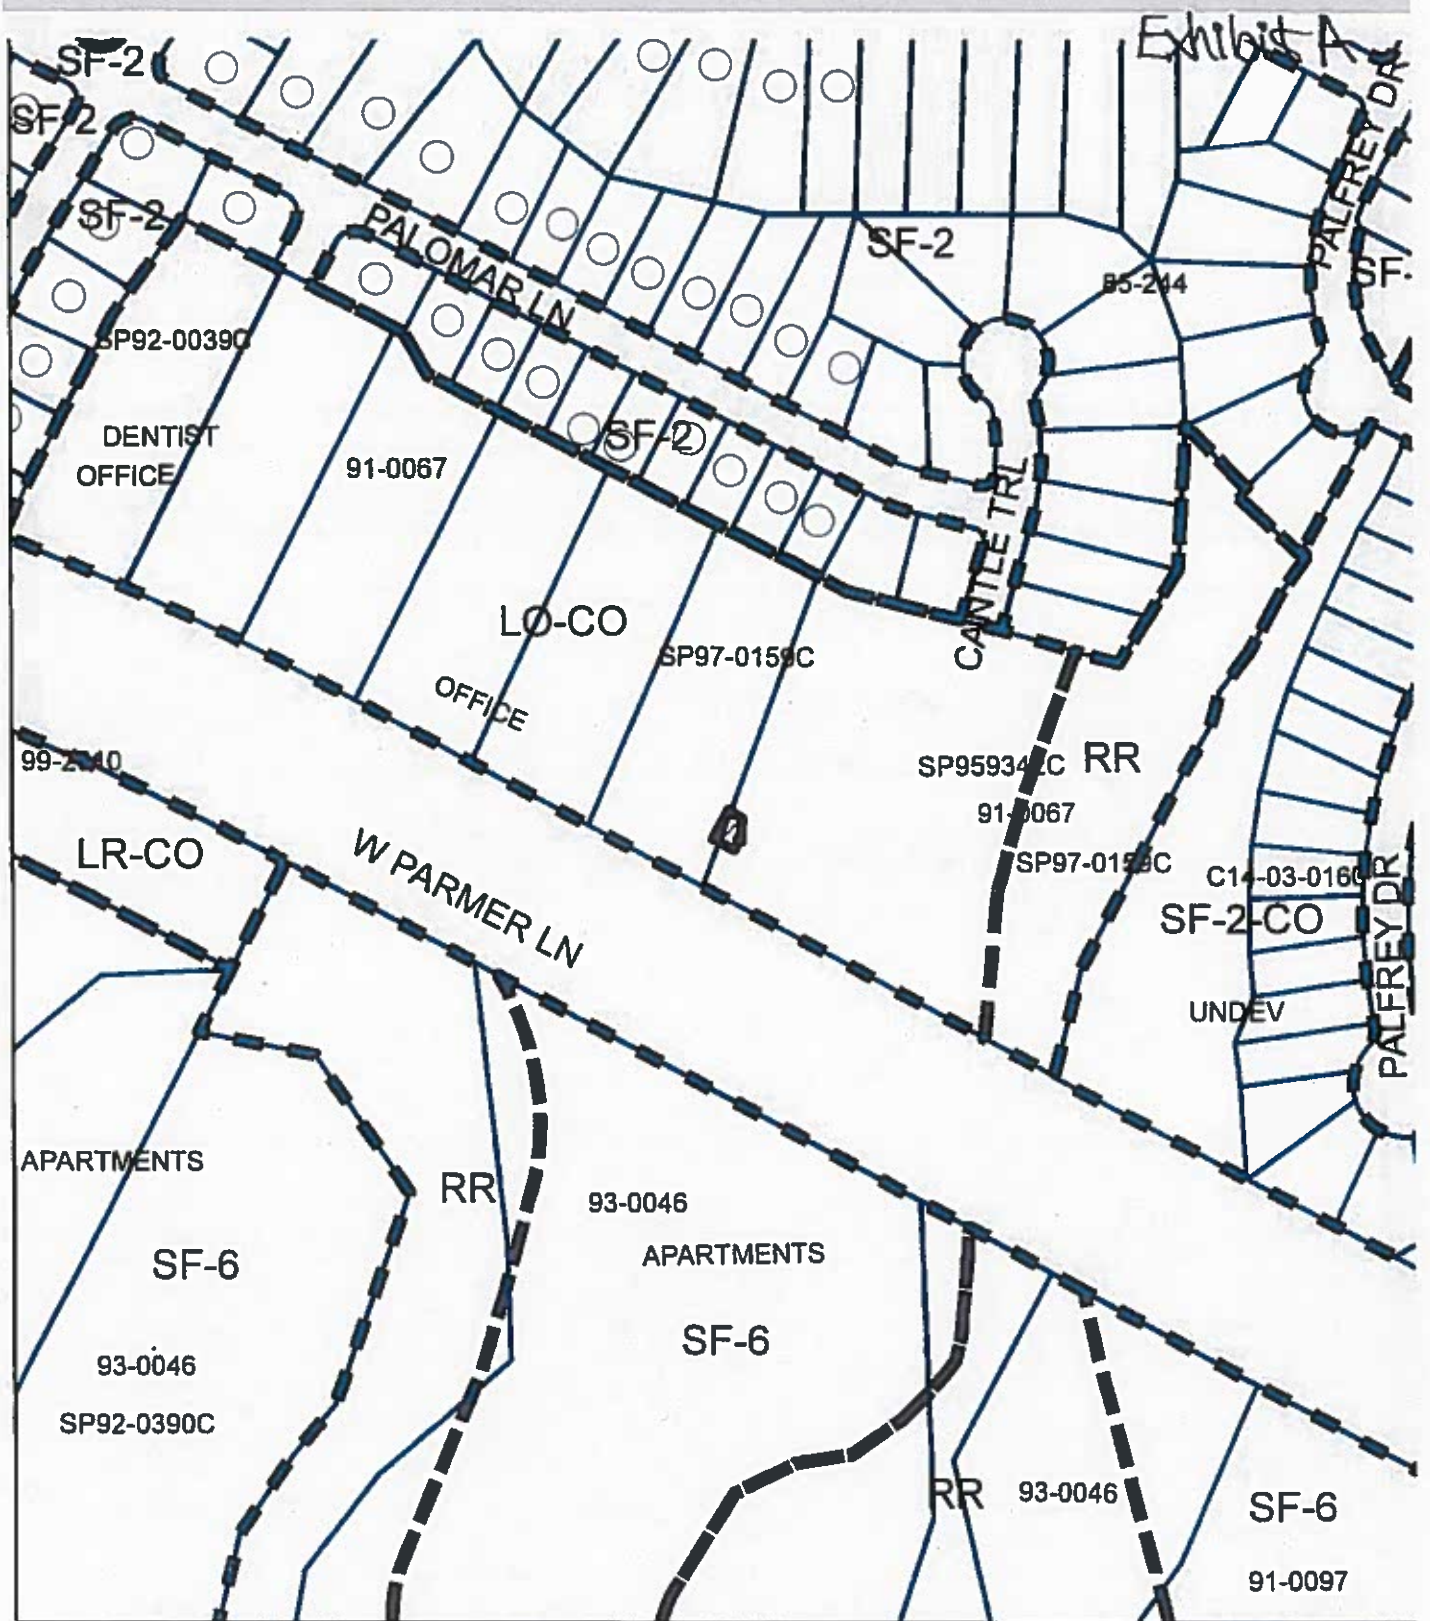 Exhibit A
SF-2
PALFREY DR
SF-2
SF-2
PALOMAR LN
SF-2
SF-
85-244
SP92-0039C
DENTIST
OFFICE
91-0067
SF-2
CANTLE TRL
LO-CO
SP97-0159C
OFFICE
RR
91-0067
SP97-0159C
C14-03-0160
SF-2-CO
PALFREY DR
UNDEV
LR-CO
W PARMER LN
APARTMENTS
RR
93-0046
APARTMENTS
SF-6
SF-6
93-0046
SP92-0390C
RR
93-0046
SF-6
91-0097